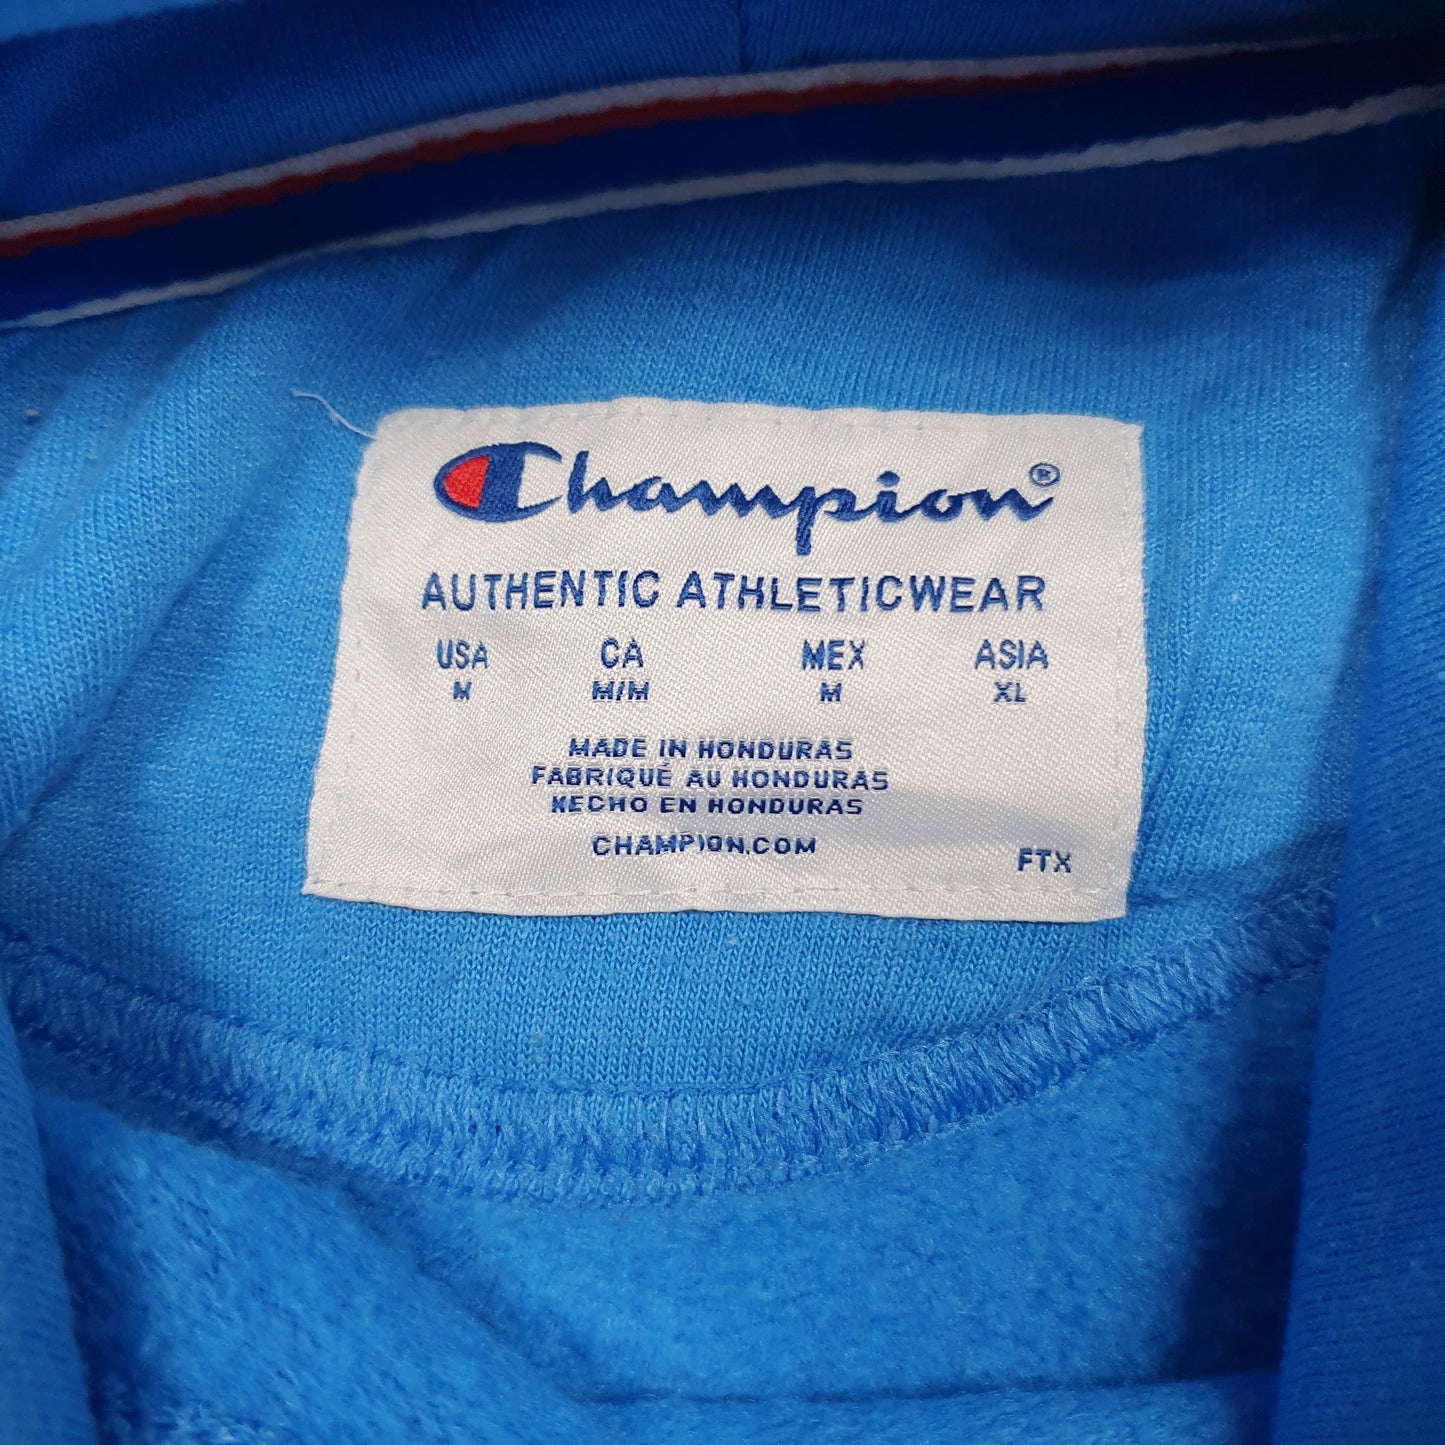 Champion®
AUTHENTIC ATHLETICWEAR
USA CA MEX ASIA
M M/M M XL
MADE IN HONDURAS
FABRIQUÉ AU HONDURAS
HECHO EN HONDURAS
CHAMPION.COM
FTX